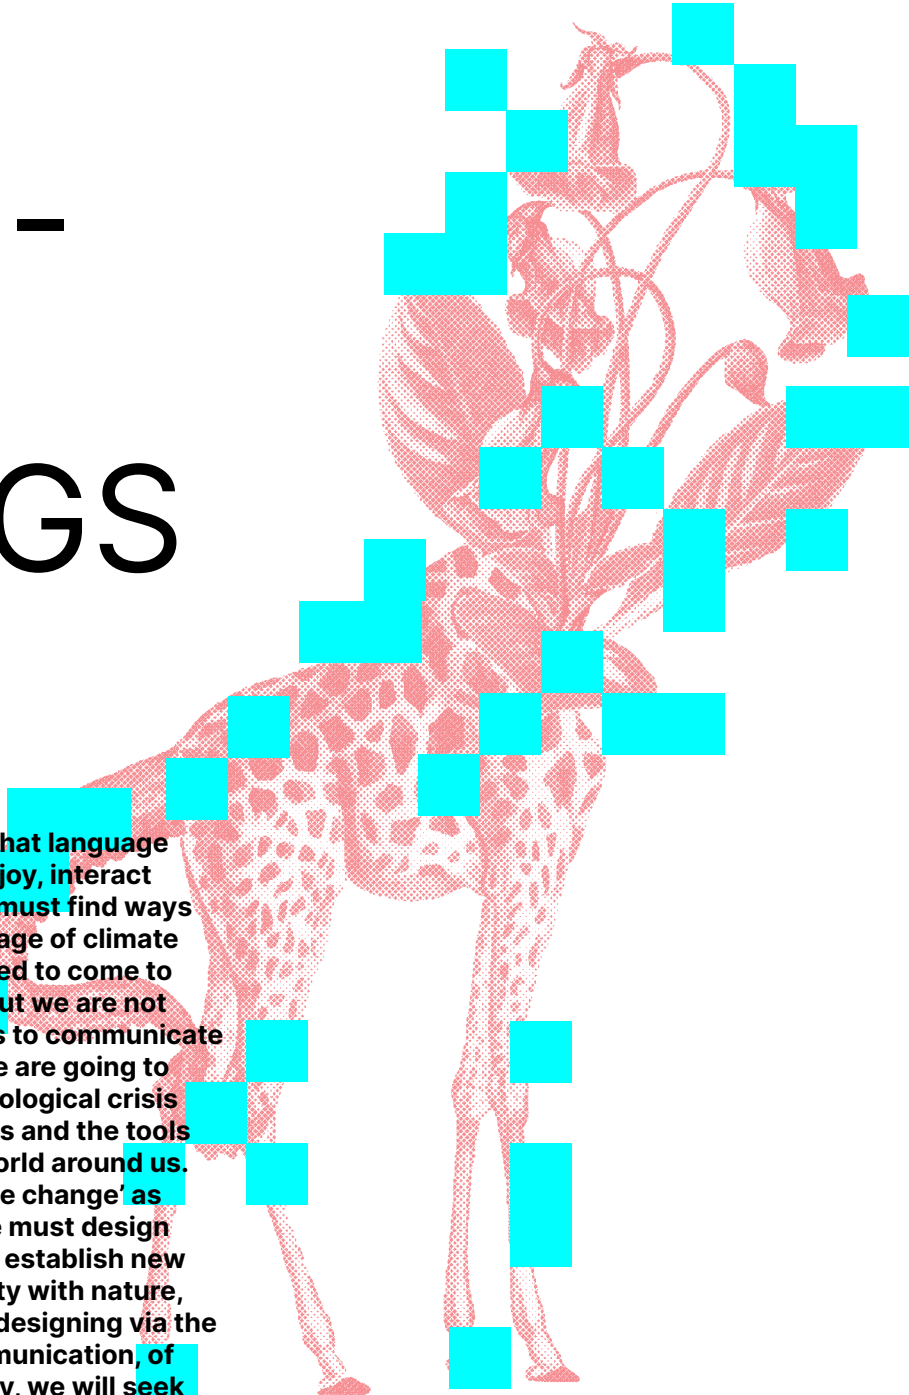 -
GS
hat language
joy, interact
must find ways
age of climate
ed to come to
ut we are not
s to communicate
e are going to
ological crisis
s and the tools
orld around us.
e change’ as
e must design
establish new
ty with nature,
designing via the
munication, of
y, we will seek